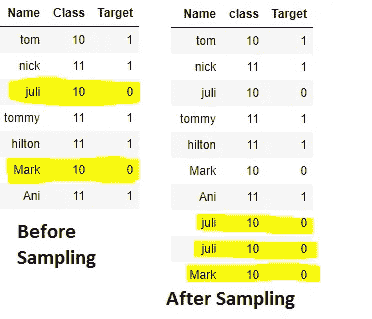 Name Class Target
tom 10 1
nick 11 1
juli 10 0
tommy 11 1
hilton 11 1
Mark 10 0
Ani 11 1
Before
Sampling
Name class Target
tom 10 1
nick 11 1
juli 10 0
tommy 11 1
hilton 11 1
Mark 10 0
Ani 11 1
juli 10 0
juli 10 0
Mark 10 0
After Sampling